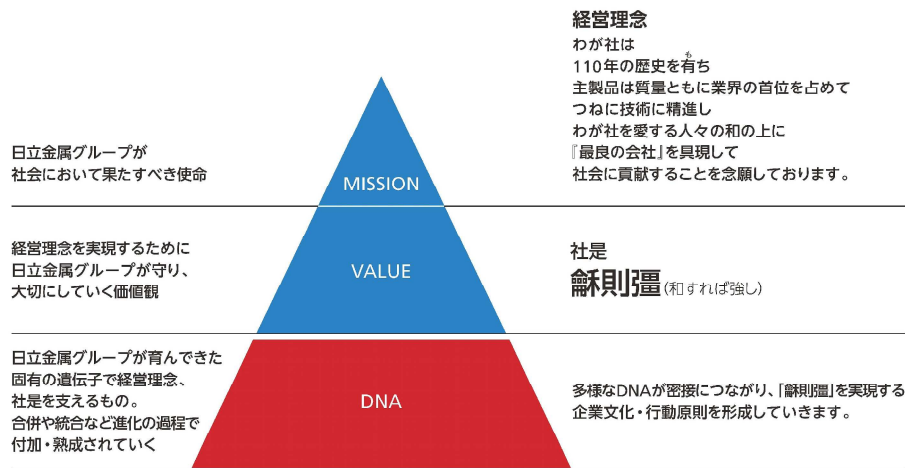 経営理念
わが社は
110年の歴史を有ち
も
主製品は質量ともに業界の首位を占めて
つねに技術に精進し
わが社を愛する人々の和の上に
『最良の会社』を具現して
社会に貢献することを念願しております。
日立金属グループが
社会において果たすべき使命
MISSION
経営理念を実現するために
日立金属グループが守り、
大切にしていく価値観
VALUE
社是
龢則彊(和すれば強し)
日立金属グループが育んできた
固有の遺伝子で経営理念、
社是を支えるもの。
合併や統合など進化の過程で
付加・熟成されていく
DNA
多様なDNAが密接につながり、「龢則彊」を実現する
企業文化・行動原則を形成していきます。